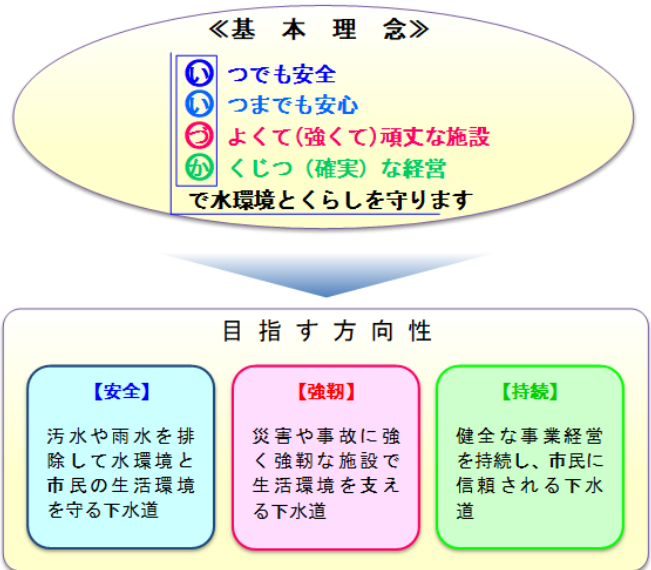 ≪基本理念≫
いつでも安全
いつまでも安心
づよくて(強くて)頑丈な施設
かくじつ（確実）な経営
で水環境とくらしを守ります
目指す方向性
【安全】
汚水や雨水を排
除して水環境と
市民の生活環境
を守る下水道
【強靭】
災害や事故に強
く強靭な施設で
生活環境を支え
る下水道
【持続】
健全な事業経営
を持続し、市民に
信頼される下水
道